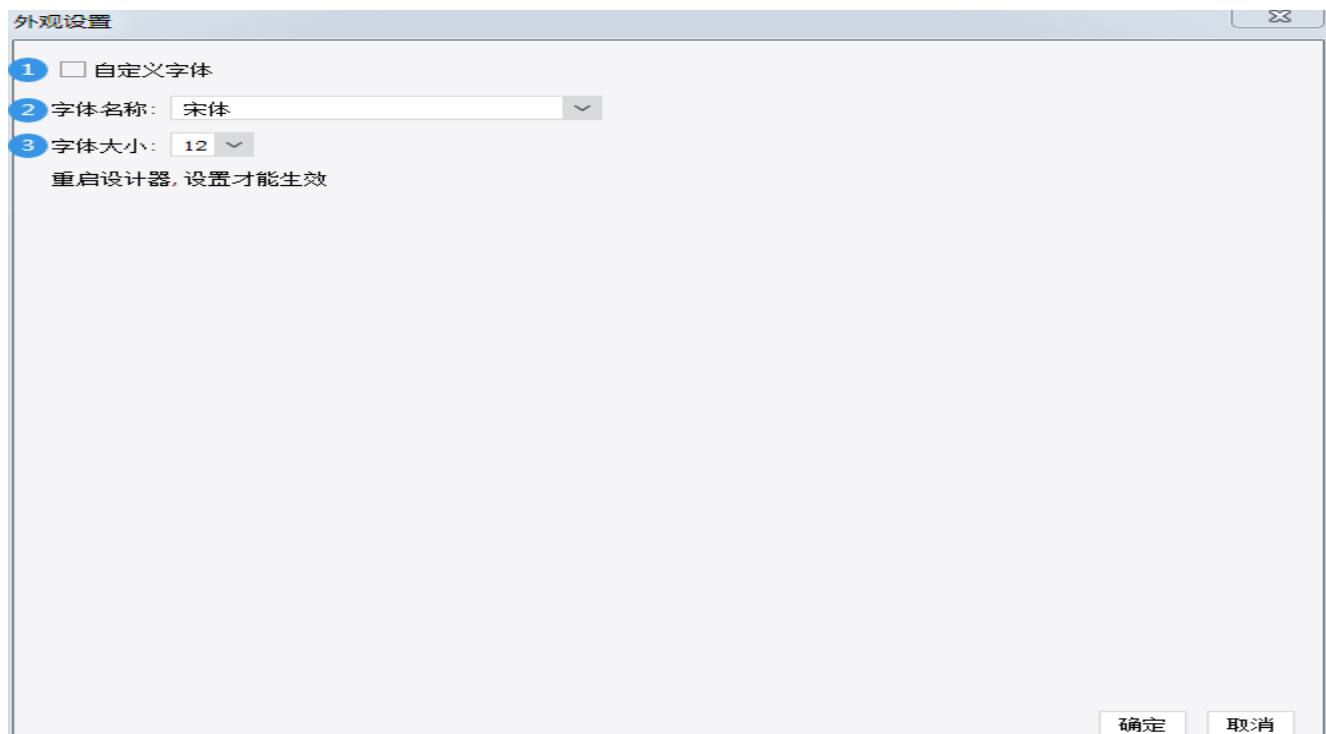 外观设置
1 自定义字体
2 字体名称: 宋体
3 字体大小: 12
重启设计器, 设置才能生效
确定 取消